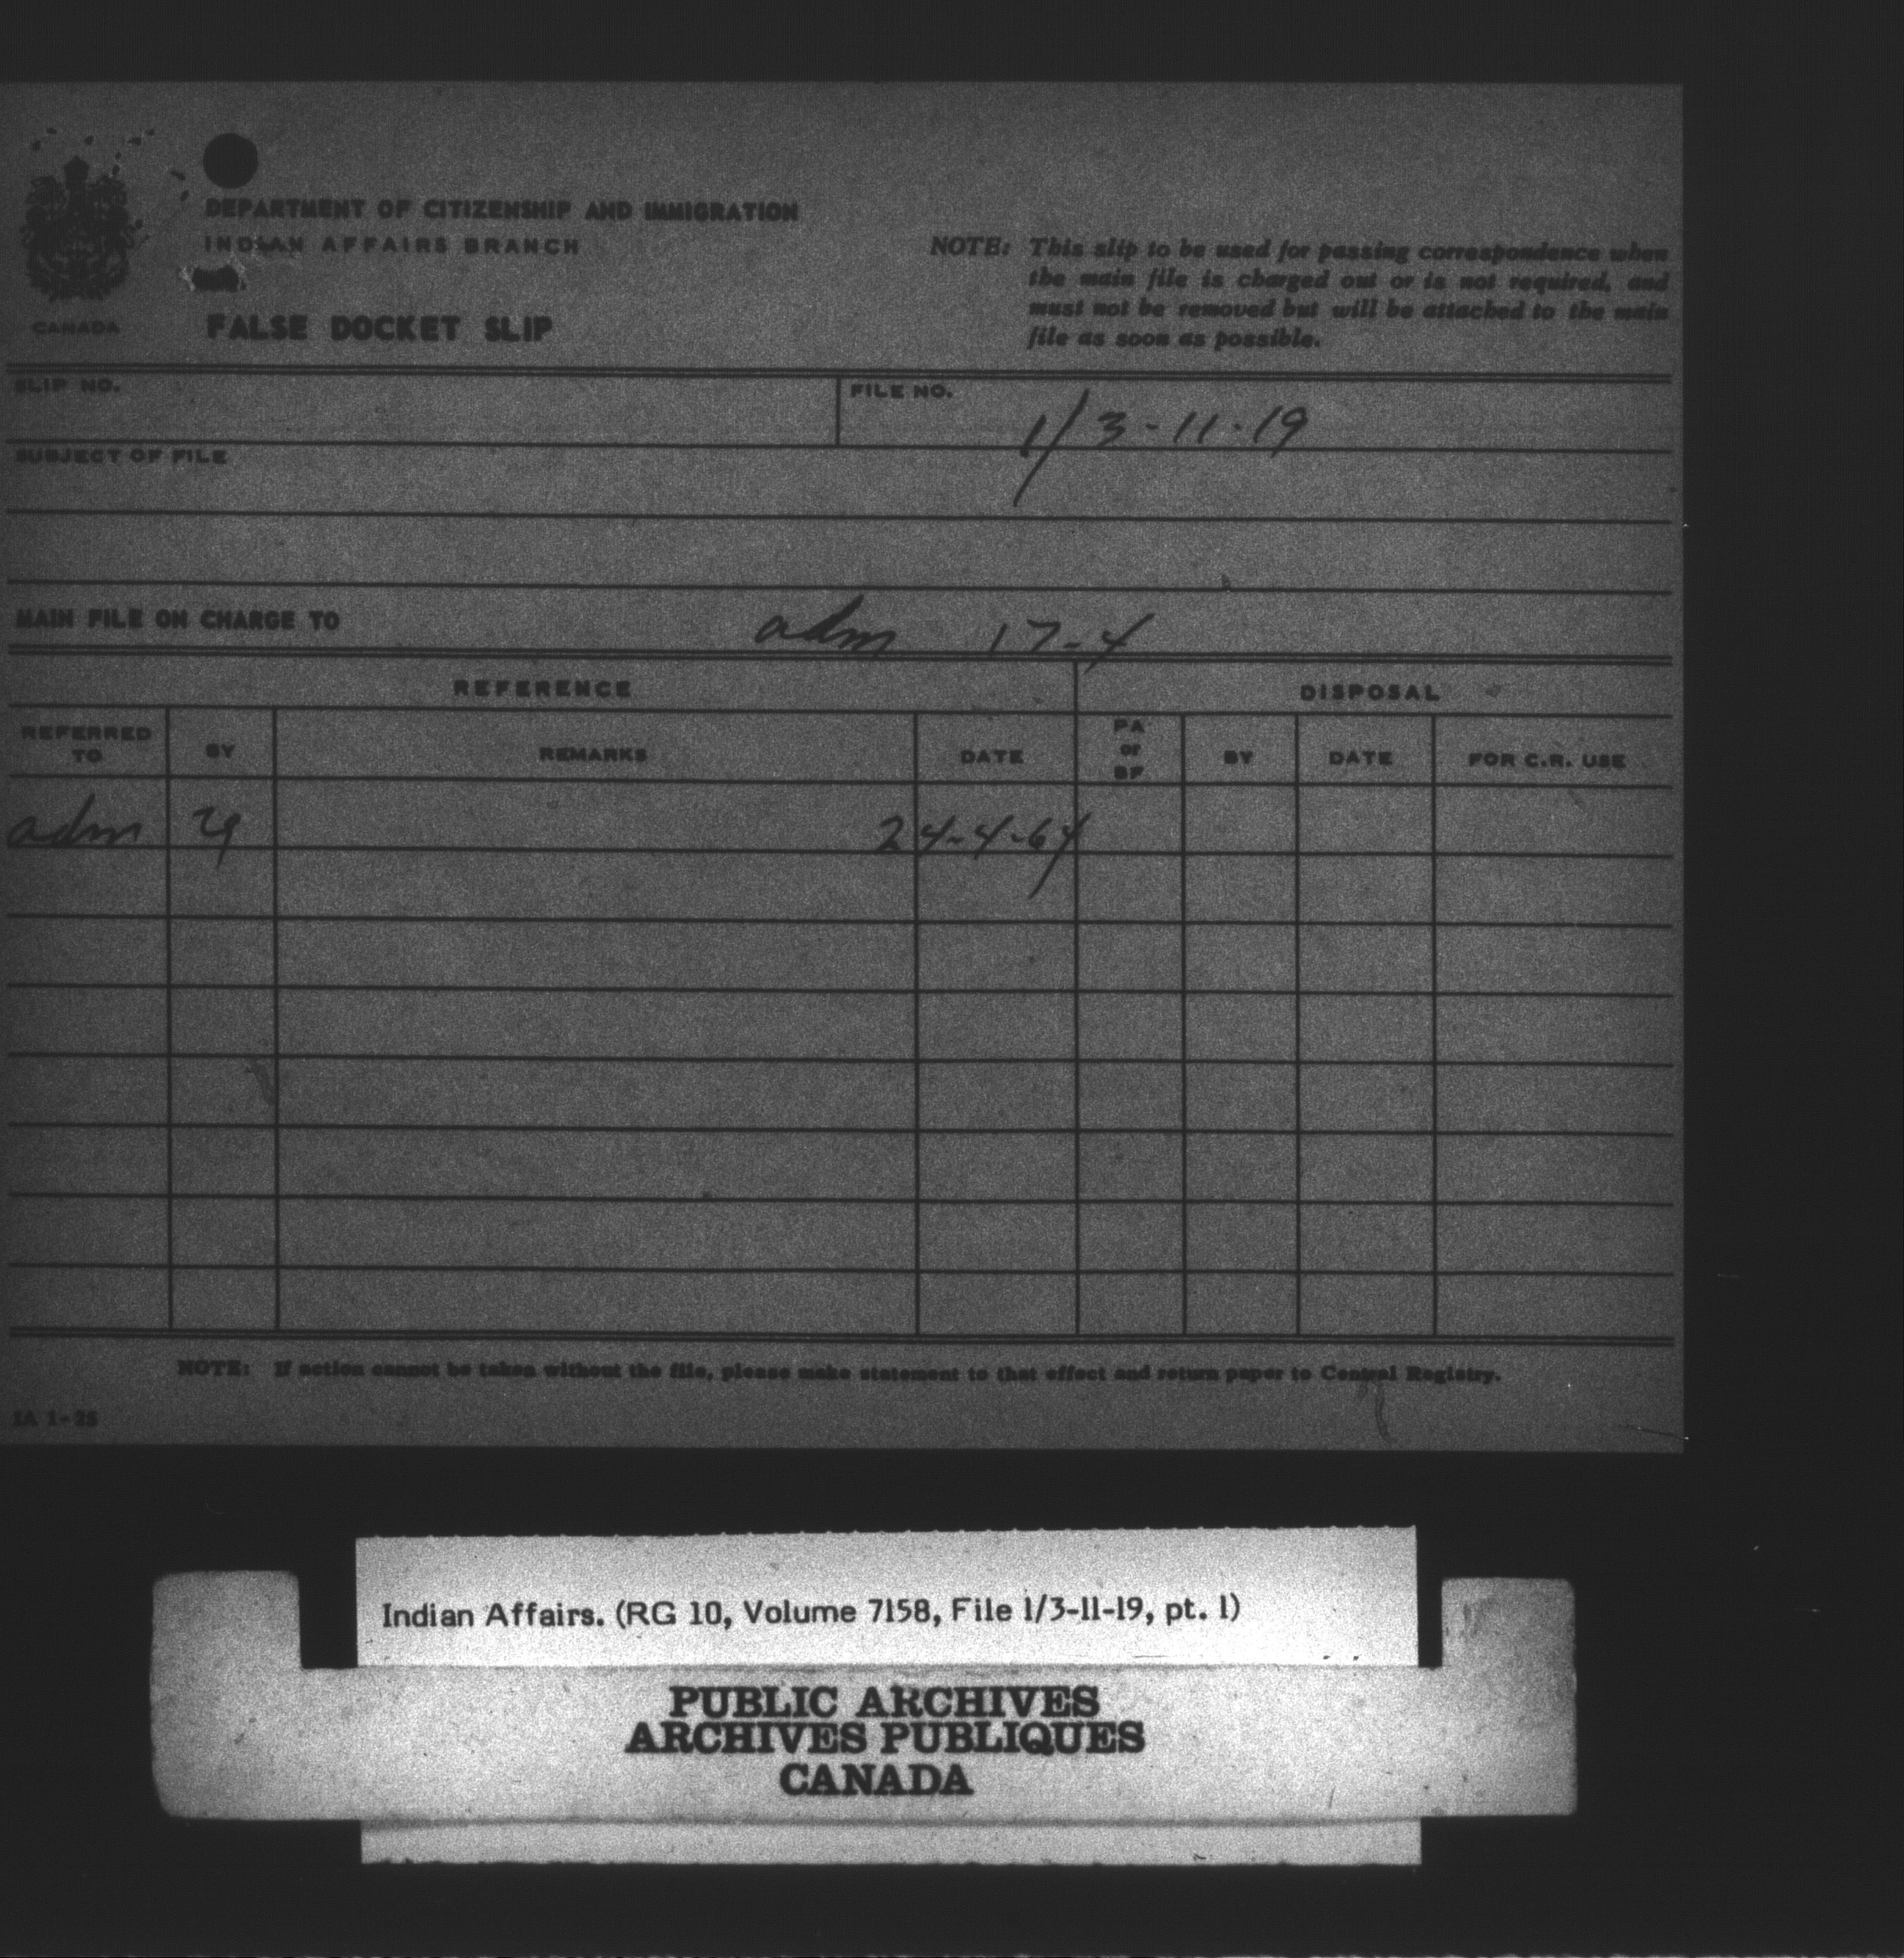 DEPARTMENT OF CITIZENSHIP AND IMMIGRATION
INDIAN AFFAIRS BRANCH
CANADA
FALSE DOCKET SLIP
NOTE: This slip to be used for passing correspondence when
the main file is charged out or is not required, and
must not be removed but will be attached to the main
file as soon as possible.
SLIP NO.
FILE NO. 1/3-11-19
SUBJECT OF FILE
MAIN FILE ON CHARGE TO adm 17-4
REFERENCE DISPOSAL
REFERRED TO BY REMARKS DATE PA or BF BY DATE FOR C.R. USE
adm 24-4-64
NOTE: If action cannot be taken without the file, please make statement to that effect and return paper to Central Registry.
IA 1-25
Indian Affairs. (RG 10, Volume 7158, File 1/3-11-19, pt. 1)
PUBLIC ARCHIVES
ARCHIVES PUBLIQUES
CANADA